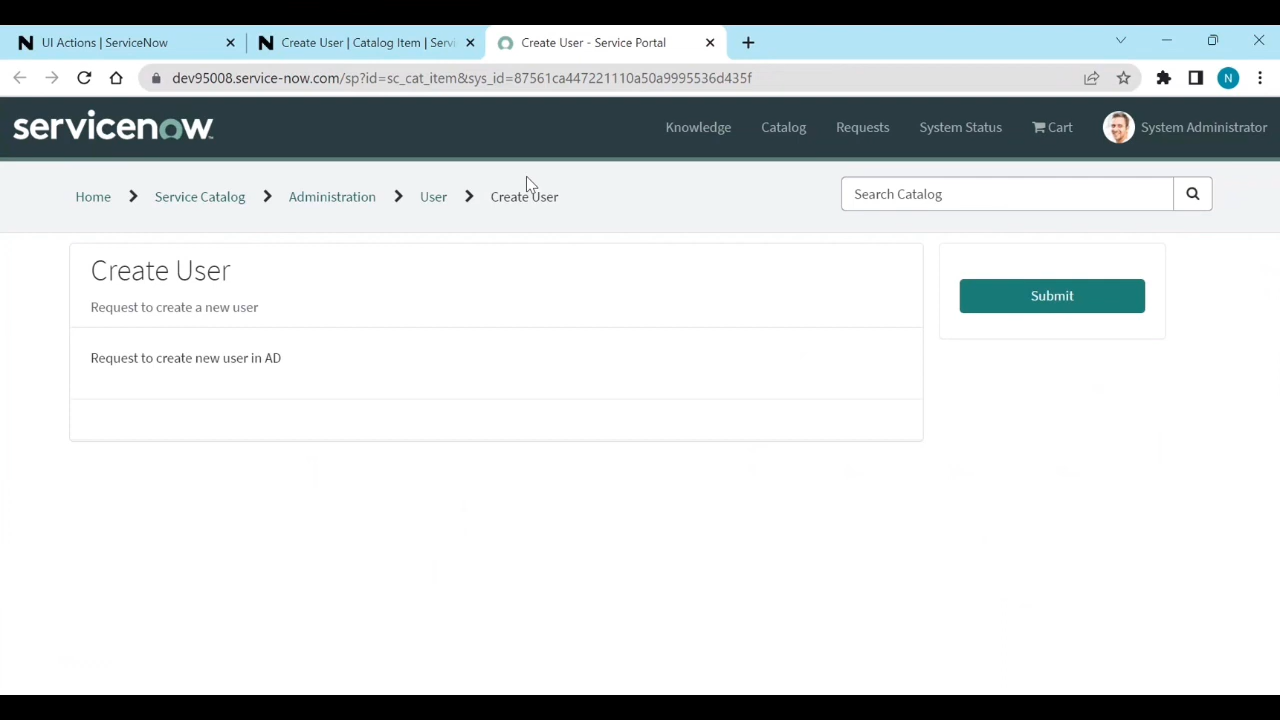 UI Actions | ServiceNow
Create User | Catalog Item | Servi
Create User - Service Portal
dev95008.service-now.com/sp?id=sc_cat_item&sys_id=87561ca447221110a50a9995536d435f
N
servicenow
Knowledge
Catalog
Requests
System Status
Cart
System Administrator
Home
Service Catalog
Administration
User
Create User
Search Catalog
Create User
Request to create a new user
Submit
Request to create new user in AD